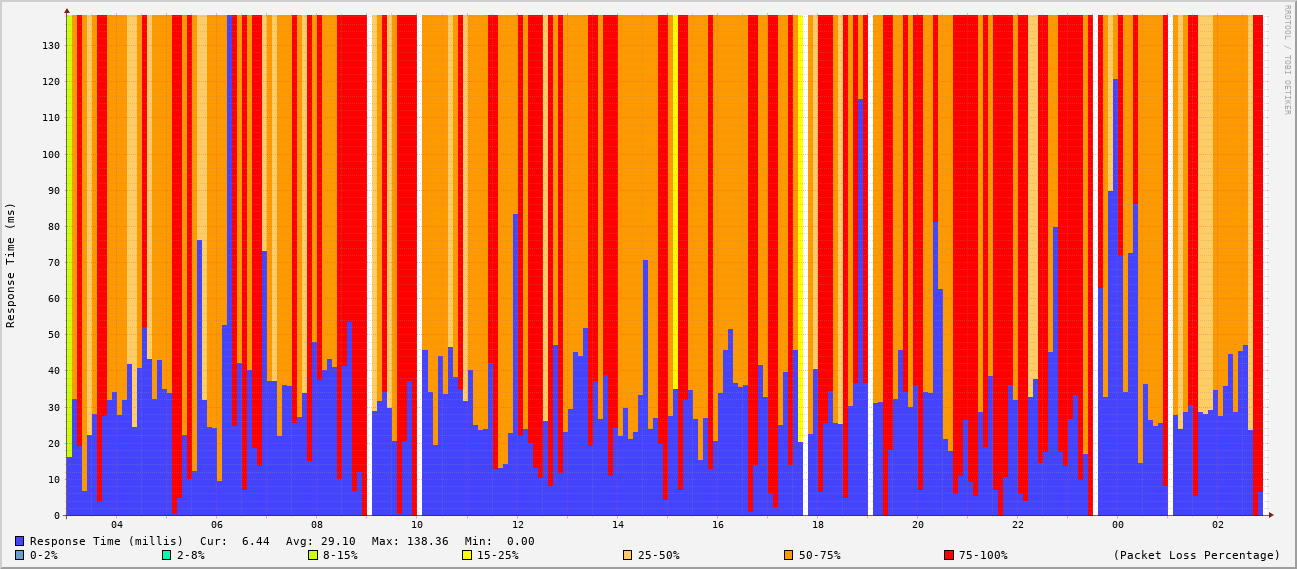 RRDTOOL / TOBI OETIKER
Response Time (ms)
130
120
110
100
90
80
70
60
50
40
30
20
10
0
04 06 08 10 12 14 16 18 20 22 00 02
Response Time (millis) Cur: 6.44 Avg: 29.10 Max: 138.36 Min: 0.00
0-2% 2-8% 8-15% 15-25% 25-50% 50-75% 75-100% (Packet Loss Percentage)